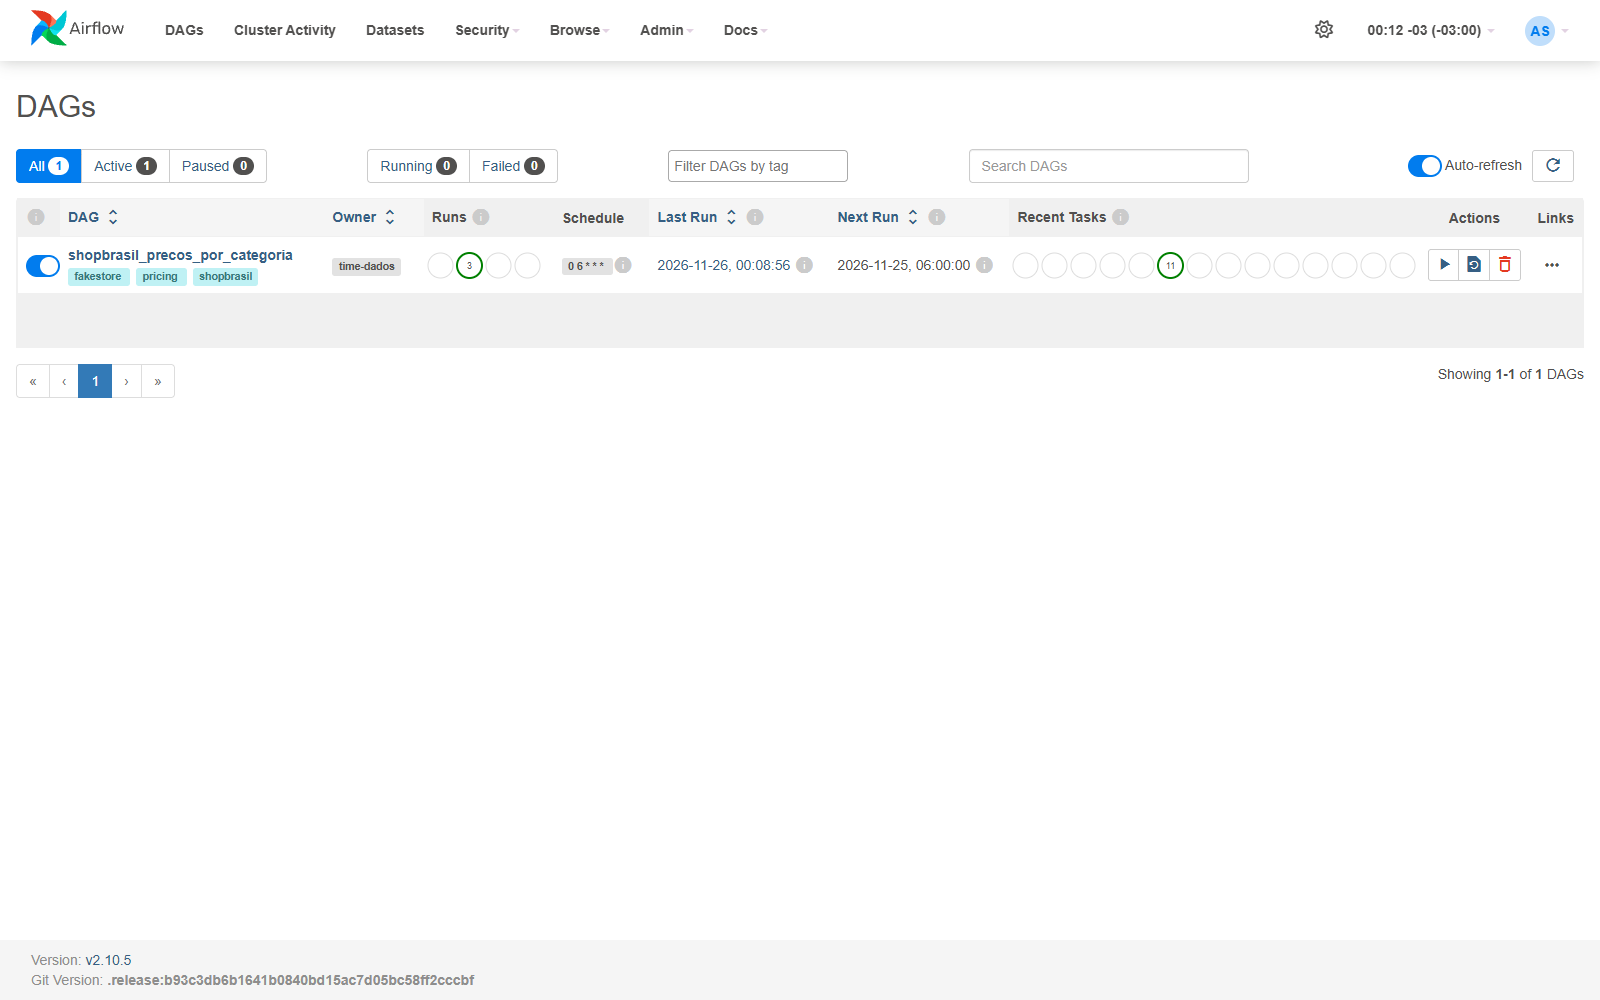 Airflow DAGs Cluster Activity Datasets Security Browse Admin Docs 00:12 -03 (-03:00) AS
DAGs
All 1 Active 1 Paused 0 Running 0 Failed 0 Filter DAGs by tag Search DAGs Auto-refresh
DAG Owner Runs Schedule Last Run Next Run Recent Tasks Actions Links
shopbrasil_precos_por_categoria time-dados 3 0 6 * * * 2026-11-26, 00:08:56 2026-11-25, 06:00:00 11
fakestore pricing shopbrasil
« ‹ 1 › » Showing 1-1 of 1 DAGs
Version: v2.10.5
Git Version: .release:b93c3db6b1641b0840bd15ac7d05bc58ff2cccbf